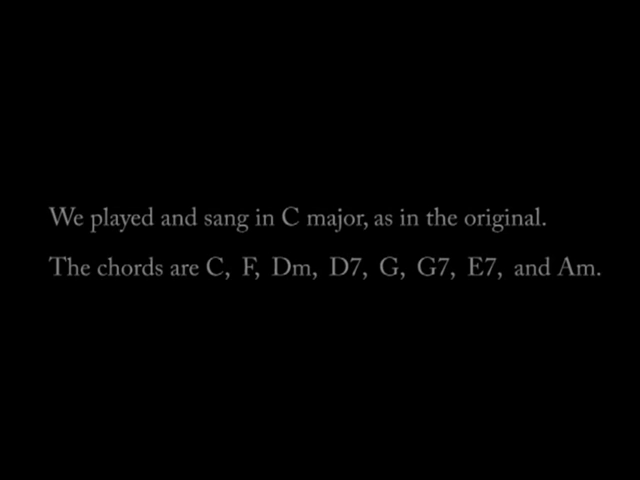 We played and sang in C major, as in the original.
The chords are C, F, Dm, D7, G, G7, E7, and Am.